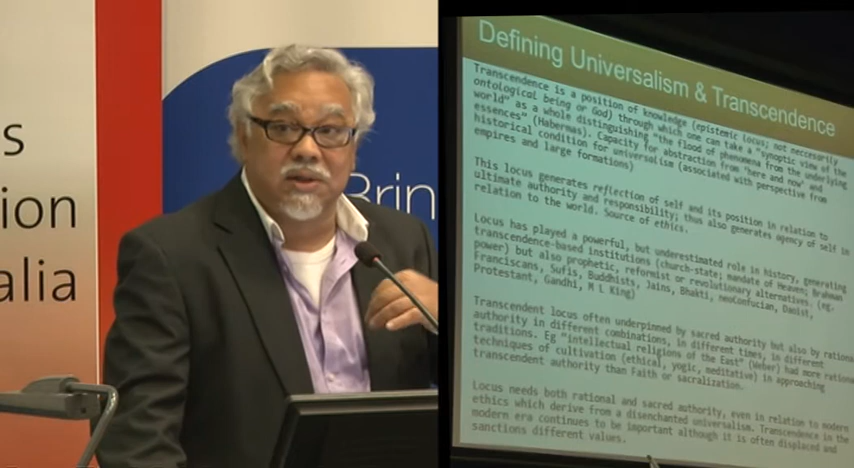 s
ion
alia
Brin
Defining Universalism & Transcendence
Transcendence is a position of knowledge (epistemic locus; not necessarily
ontological being or God) through which one can take a "synoptic view of the
world" as a whole distinguishing "the flood of phenomena from the underlying
essences" (Habermas). Capacity for abstraction from "here and now" and
historical condition for universalism (associated with perspective from
empires and large formations)
This locus generates reflection of self and its position in relation to
ultimate authority and responsibility; thus also generates agency of self in
relation to the world. Source of ethics.
Locus has played a powerful, but underestimated role in history, generating
transcendence-based institutions (church-state; mandate of Heaven; Brahman
power) but also prophetic, reformist or revolutionary alternatives. (eg.
Franciscans, Sufis, Buddhists, Jains, Bhakti, neoConfucian, Daoist,
Protestant, Gandhi, M L King)
Transcendent locus often underpinned by sacred authority but also by rational
authority in different combinations, in different times, in different
traditions. Eg "intellectual religions of the East" (Weber) had more rational
techniques of cultivation (ethical, yogic, meditative) in approaching
transcendent authority than Faith or sacralization.
Locus needs both rational and sacred authority, even in relation to modern
ethics which derive from a disenchanted universalism. Transcendence in the
modern era continues to be important although it is often displaced and
sanctions different values.